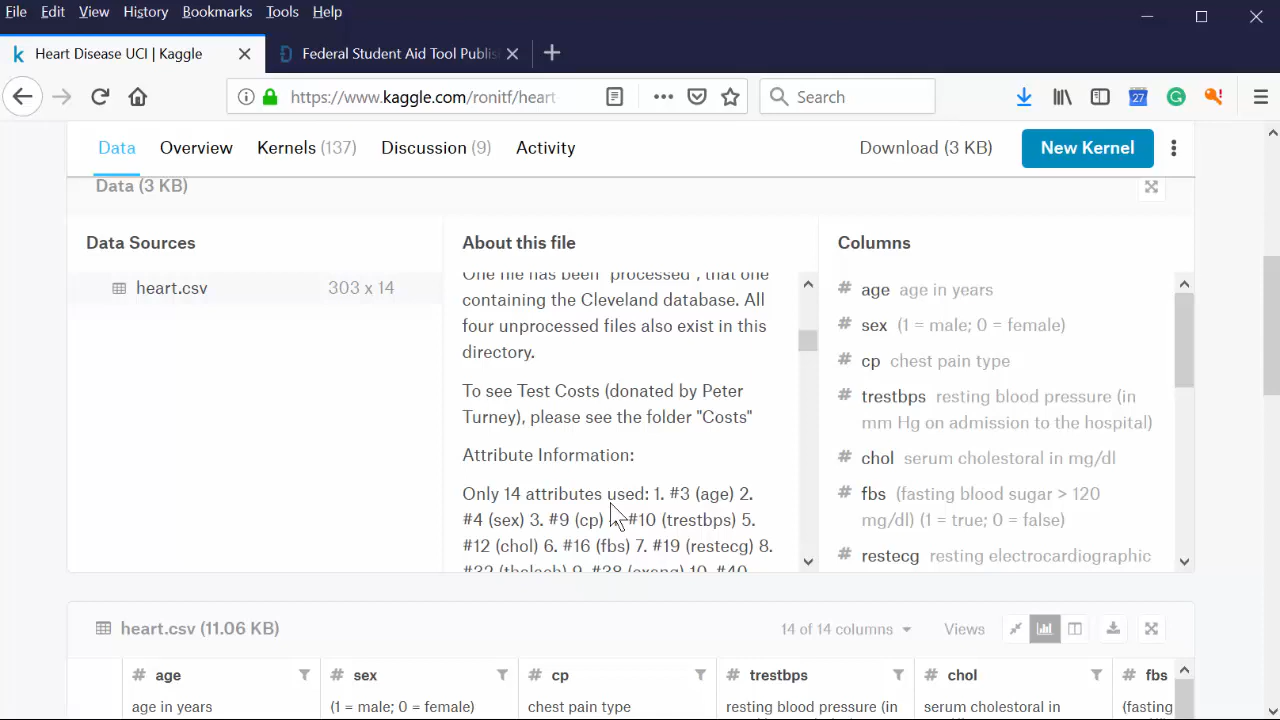 File Edit View History Bookmarks Tools Help
Heart Disease UCI | Kaggle
Federal Student Aid Tool Publis
https://www.kaggle.com/ronitf/heart
Search
27
Data Overview Kernels (137) Discussion (9) Activity Download (3 KB) New Kernel
Data (3 KB)
Data Sources
heart.csv 303 x 14
About this file
One file has been "processed", that one
containing the Cleveland database. All
four unprocessed files also exist in this
directory.
To see Test Costs (donated by Peter
Turney), please see the folder "Costs"
Attribute Information:
Only 14 attributes used: 1. #3 (age) 2.
#4 (sex) 3. #9 (cp) #10 (trestbps) 5.
#12 (chol) 6. #16 (fbs) 7. #19 (restecg) 8.
#32 (thalach) 9. #38 (exang) 10. #40
Columns
# age age in years
# sex (1 = male; 0 = female)
# cp chest pain type
# trestbps resting blood pressure (in
mm Hg on admission to the hospital)
# chol serum cholestoral in mg/dl
# fbs (fasting blood sugar > 120
mg/dl) (1 = true; 0 = false)
# restecg resting electrocardiographic
heart.csv (11.06 KB) 14 of 14 columns Views
# age # sex # cp # trestbps # chol # fbs
age in years (1 = male; 0 = female) chest pain type resting blood pressure (in serum cholestoral in (fasting